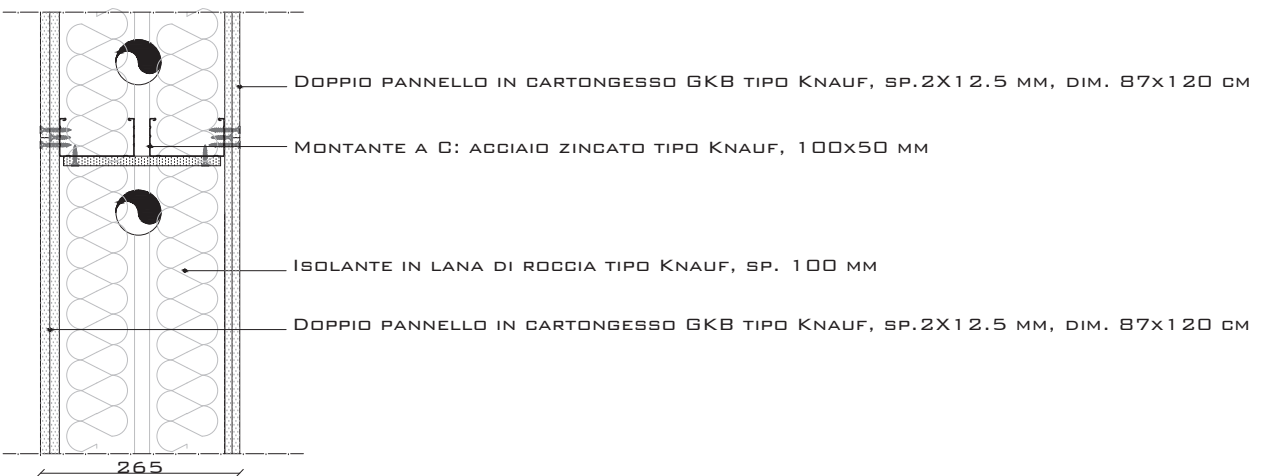 Doppio pannello in cartongesso GKB tipo Knauf, sp.2X12.5 mm, dim. 87x120 cm
Montante a C: acciaio zincato tipo Knauf, 100x50 mm
Isolante in lana di roccia tipo Knauf, sp. 100 mm
Doppio pannello in cartongesso GKB tipo Knauf, sp.2X12.5 mm, dim. 87x120 cm
265